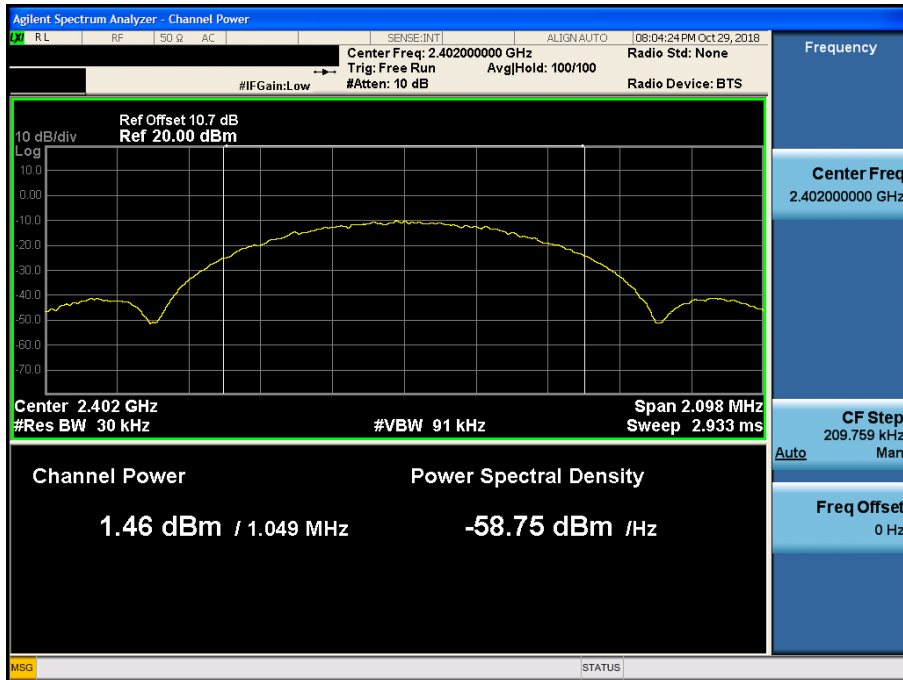 Agilent Spectrum Analyzer - Channel Power
LXI RL RF 50 Ω AC SENSE:INT ALIGN AUTO 08:04:24 PM Oct 29, 2018
Center Freq: 2.402000000 GHz Radio Std: None
Trig: Free Run Avg|Hold: 100/100
#IFGain:Low #Atten: 10 dB Radio Device: BTS
Ref Offset 10.7 dB
10 dB/div Ref 20.00 dBm
Log
10.0
0.00
-10.0
-20.0
-30.0
-40.0
-50.0
-60.0
-70.0
Center 2.402 GHz Span 2.098 MHz
#Res BW 30 kHz #VBW 91 kHz Sweep 2.933 ms
Channel Power Power Spectral Density
1.46 dBm / 1.049 MHz -58.75 dBm /Hz
Frequency
Center Freq
2.402000000 GHz
CF Step
209.759 kHz
Auto Man
Freq Offset
0 Hz
MSG STATUS